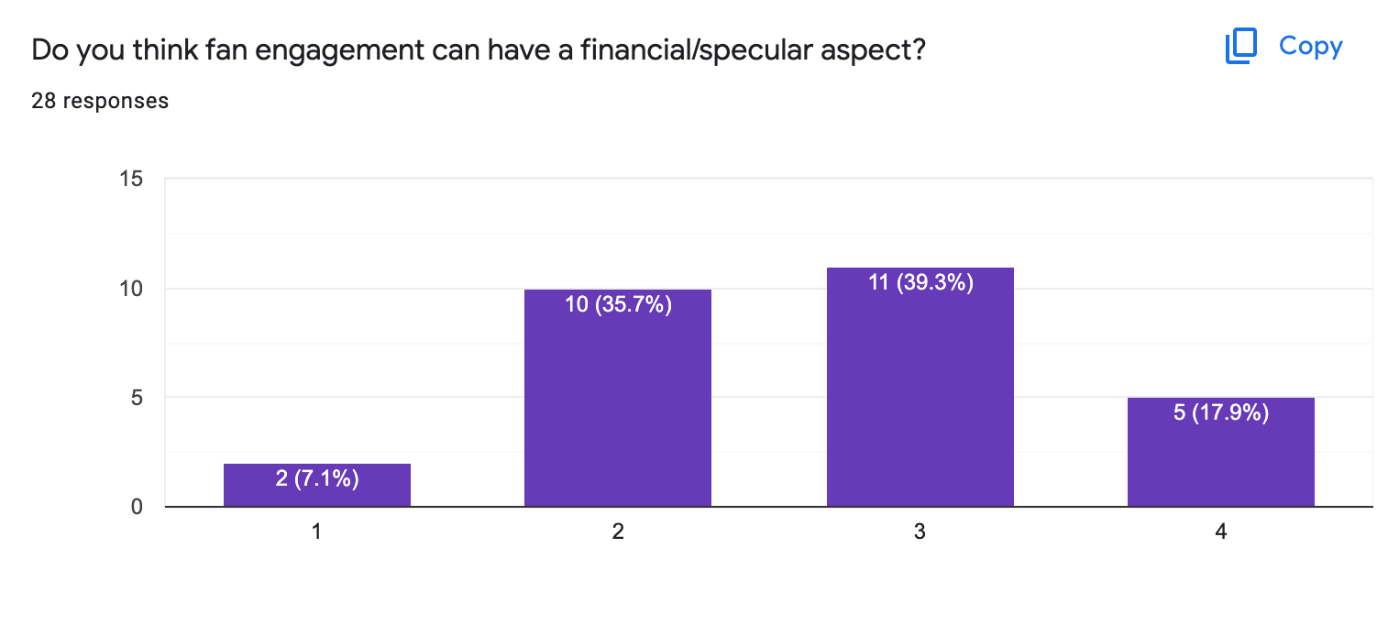 Do you think fan engagement can have a financial/specular aspect?
Copy
28 responses
15
10
5
0
2 (7.1%)
10 (35.7%)
11 (39.3%)
5 (17.9%)
1 2 3 4